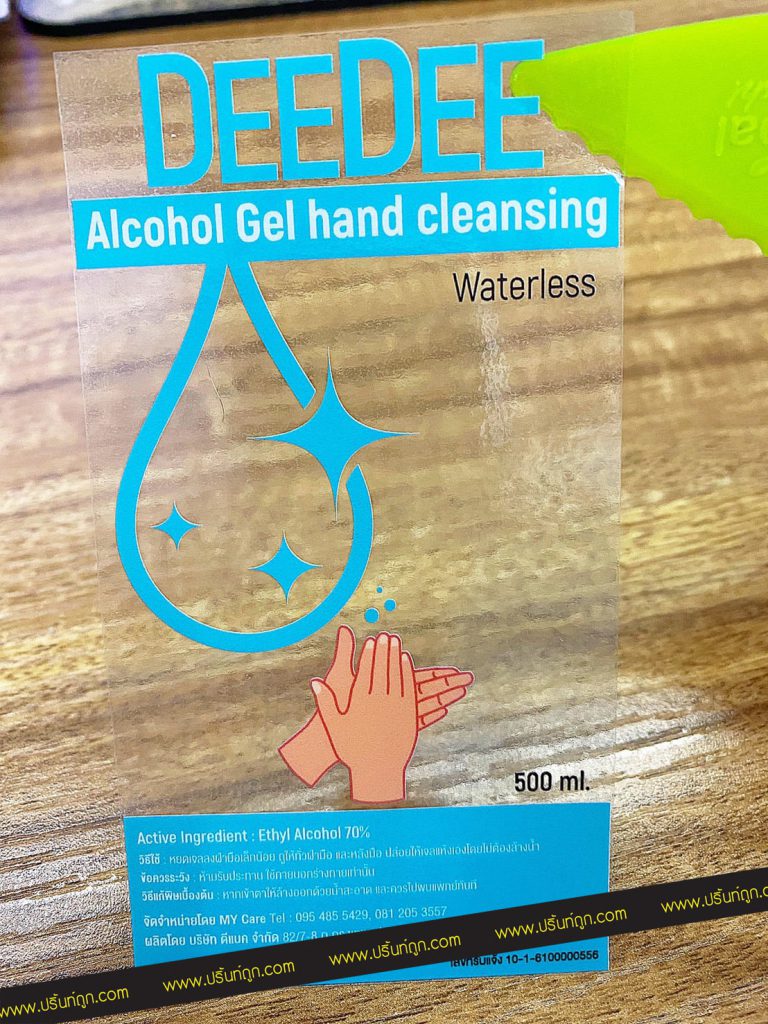 DEEDEE
Alcohol Gel hand cleansing
Waterless
500 ml.
Active Ingredient : Ethyl Alcohol 70%
วิธีใช้ : หยดเจลลงฝ่ามือเล็กน้อย ถูให้ทั่วฝ่ามือ และหลังมือ ปล่อยให้เจลแห้งเองโดยไม่ต้องล้างน้ำ
ข้อควรระวัง : ห้ามรับประทาน ใช้ภายนอกร่างกายเท่านั้น
วิธีแก้พิษเบื้องต้น : หากเข้าตาให้ล้างออกด้วยน้ำสะอาด และควรไปพบแพทย์ทันที
จัดจำหน่ายโดย MY Care Tel : 095 485 5429, 081 205 3557
ผลิตโดย บริษัท ดีแบค จำกัด 82/7-8
เลขที่รับแจ้ง 10-1-6100000556
www.ปริ้นท์ถูก.com www.ปริ้นท์ถูก.com www.ปริ้นท์ถูก.com www.ปริ้นท์ถูก.com www.ปริ้นท์ถูก.com